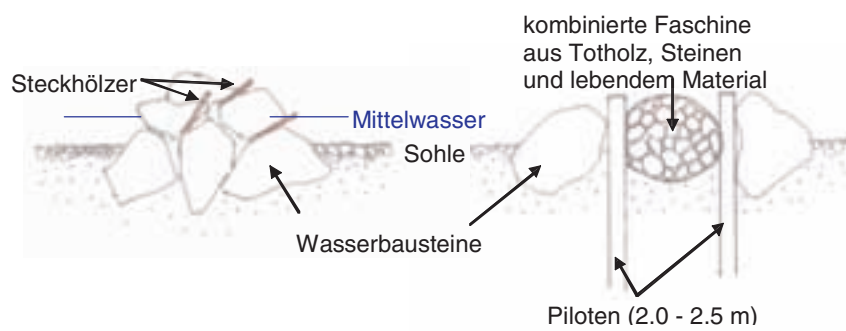 kombinierte Faschine
aus Totholz, Steinen
und lebendem Material
Steckhölzer
Mittelwasser
Sohle
Wasserbausteine
Piloten (2.0 - 2.5 m)